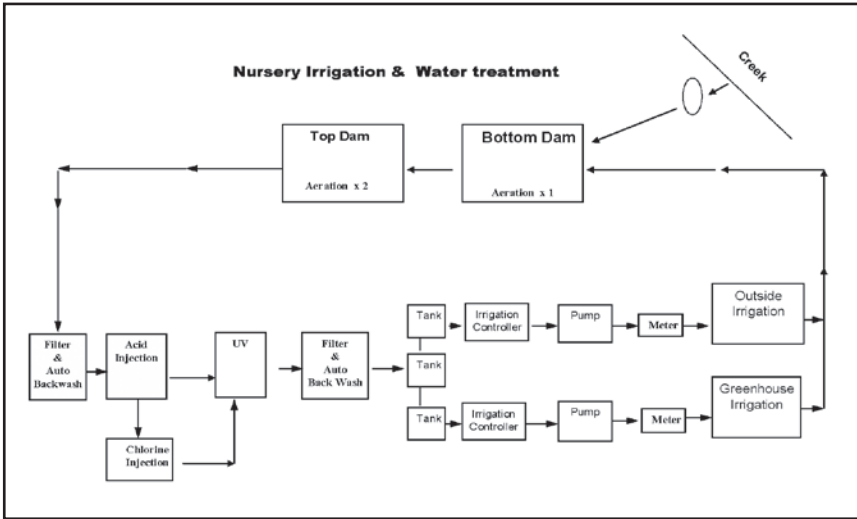 Nursery Irrigation & Water treatment
Creek
Top Dam
Aeration x 2
Bottom Dam
Aeration x 1
Filter
&
Auto
Backwash
Acid
Injection
Chlorine
Injection
UV
Filter
&
Auto
Back Wash
Tank
Tank
Tank
Irrigation
Controller
Pump
Meter
Outside
Irrigation
Irrigation
Controller
Pump
Meter
Greenhouse
Irrigation